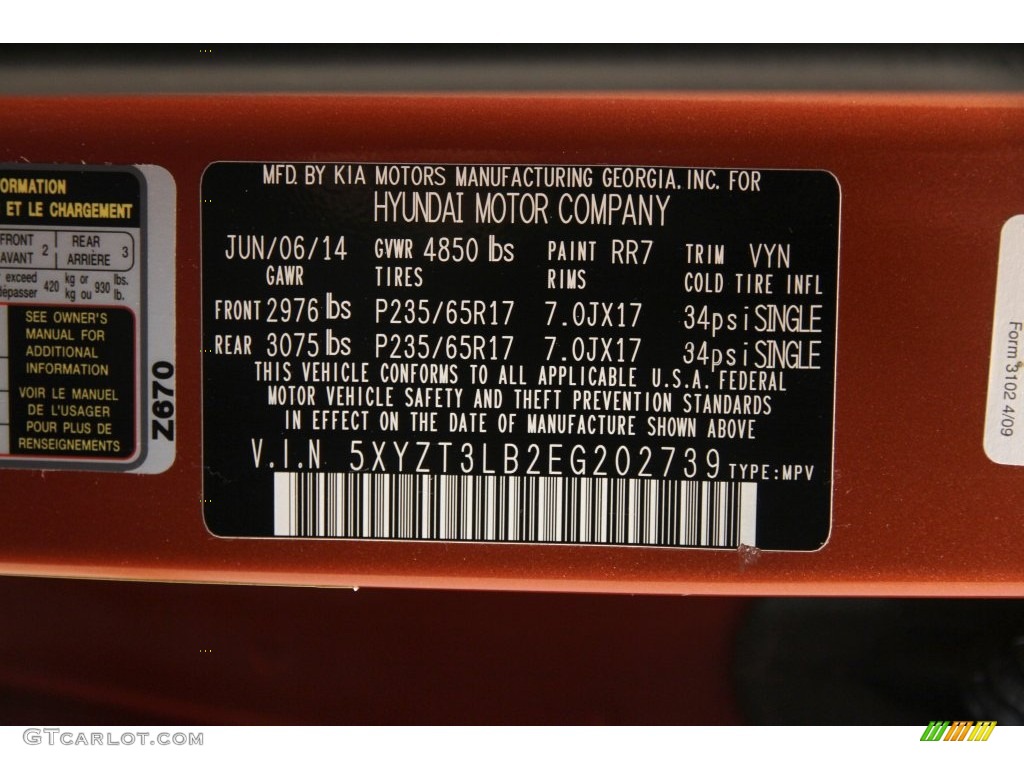 ORMATION
ET LE CHARGEMENT
FRONT AVANT 2 REAR ARRIÈRE 3
exceed dépasser 420 kg or kg ou 930 lbs. lb.
SEE OWNER'S
MANUAL FOR
ADDITIONAL
INFORMATION
VOIR LE MANUEL
DE L'USAGER
POUR PLUS DE
RENSEIGNEMENTS
Z670
MFD. BY KIA MOTORS MANUFACTURING GEORGIA. INC. FOR
HYUNDAI MOTOR COMPANY
JUN/06/14 GVWR 4850 lbs PAINT RR7 TRIM VYN
GAWR TIRES RIMS COLD TIRE INFL
FRONT 2976 lbs P235/65R17 7.0JX17 34psi SINGLE
REAR 3075 lbs P235/65R17 7.0JX17 34psi SINGLE
THIS VEHICLE CONFORMS TO ALL APPLICABLE U.S.A. FEDERAL
MOTOR VEHICLE SAFETY AND THEFT PREVENTION STANDARDS
IN EFFECT ON THE DATE OF MANUFACTURE SHOWN ABOVE
V.I.N 5XYZT3LB2EG202739 TYPE:MPV
Form 3102 4/09
GTCarlot.com